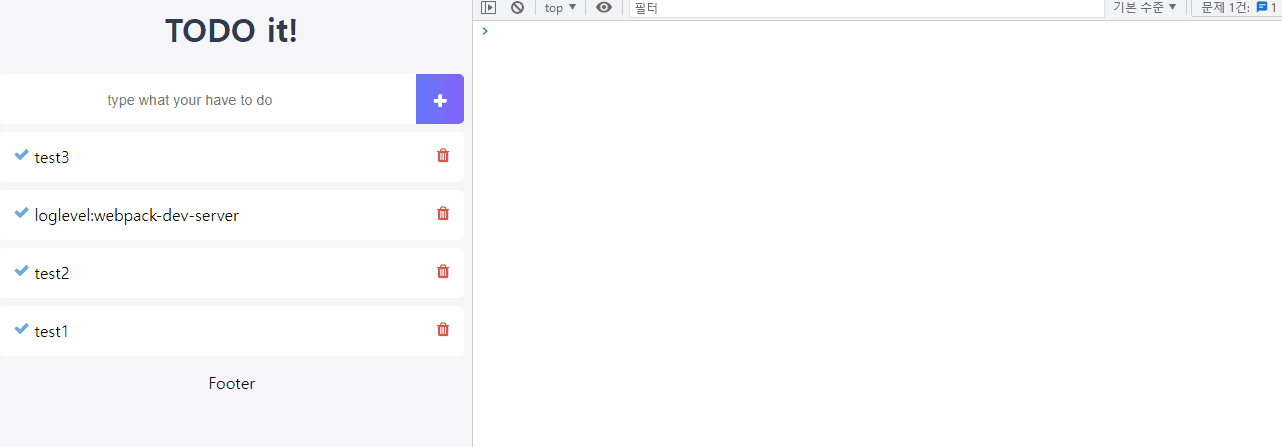 TODO it!
type what your have to do
test3
loglevel:webpack-dev-server
test2
test1
Footer
top ▼ 필터 기본 수준 ▼ 문제 1건: 1